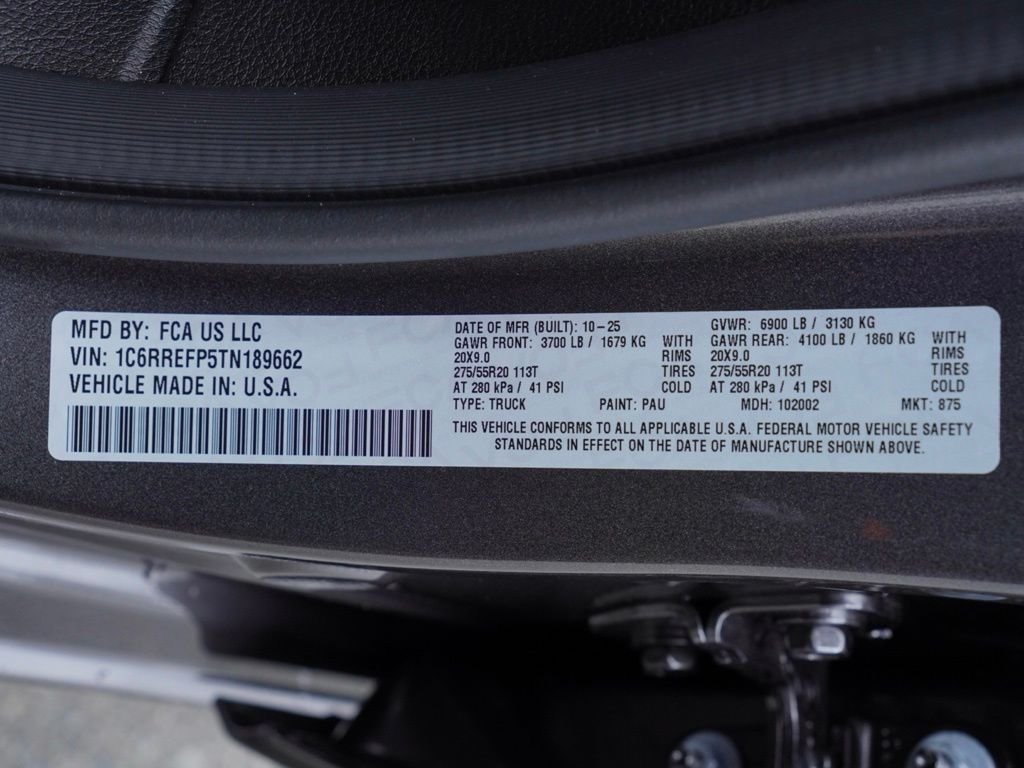 MFD BY: FCA US LLC
VIN: 1C6RREFP5TN189662
VEHICLE MADE IN: U.S.A.
DATE OF MFR (BUILT): 10-25 GVWR: 6900 LB / 3130 KG
GAWR FRONT: 3700 LB / 1679 KG WITH GAWR REAR: 4100 LB / 1860 KG WITH
20X9.0 RIMS 20X9.0 RIMS
275/55R20 113T TIRES 275/55R20 113T TIRES
AT 280 kPa / 41 PSI COLD AT 280 kPa / 41 PSI COLD
TYPE: TRUCK PAINT: PAU MDH: 102002 MKT: 875
THIS VEHICLE CONFORMS TO ALL APPLICABLE U.S.A. FEDERAL MOTOR VEHICLE SAFETY
STANDARDS IN EFFECT ON THE DATE OF MANUFACTURE SHOWN ABOVE.